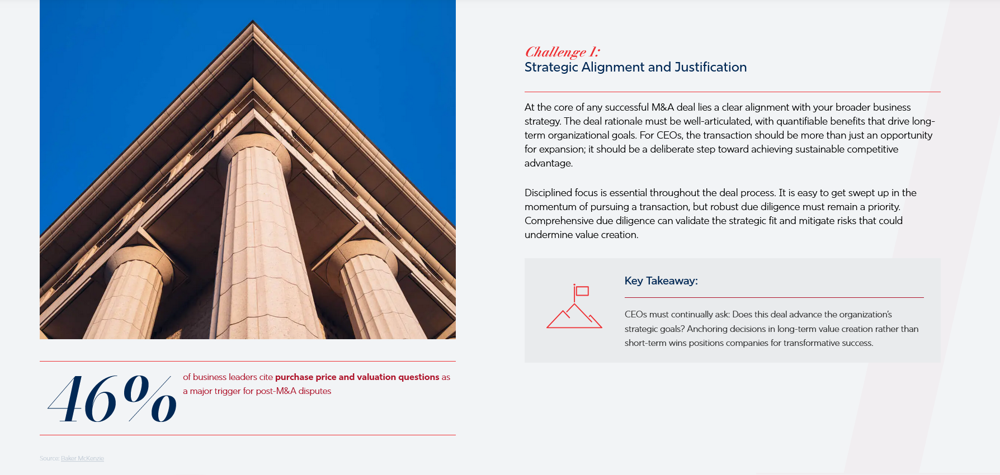 Challenge 1:
Strategic Alignment and Justification
At the core of any successful M&A deal lies a clear alignment with your broader business
strategy. The deal rationale must be well-articulated, with quantifiable benefits that drive long-
term organizational goals. For CEOs, the transaction should be more than just an opportunity
for expansion; it should be a deliberate step toward achieving sustainable competitive
advantage.
Disciplined focus is essential throughout the deal process. It is easy to get swept up in the
momentum of pursuing a transaction, but robust due diligence must remain a priority.
Comprehensive due diligence can validate the strategic fit and mitigate risks that could
undermine value creation.
Key Takeaway:
CEOs must continually ask: Does this deal advance the organization's
strategic goals? Anchoring decisions in long-term value creation rather than
short-term wins positions companies for transformative success.
46%
of business leaders cite purchase price and valuation questions as
a major trigger for post-M&A disputes
Source: Baker McKenzie